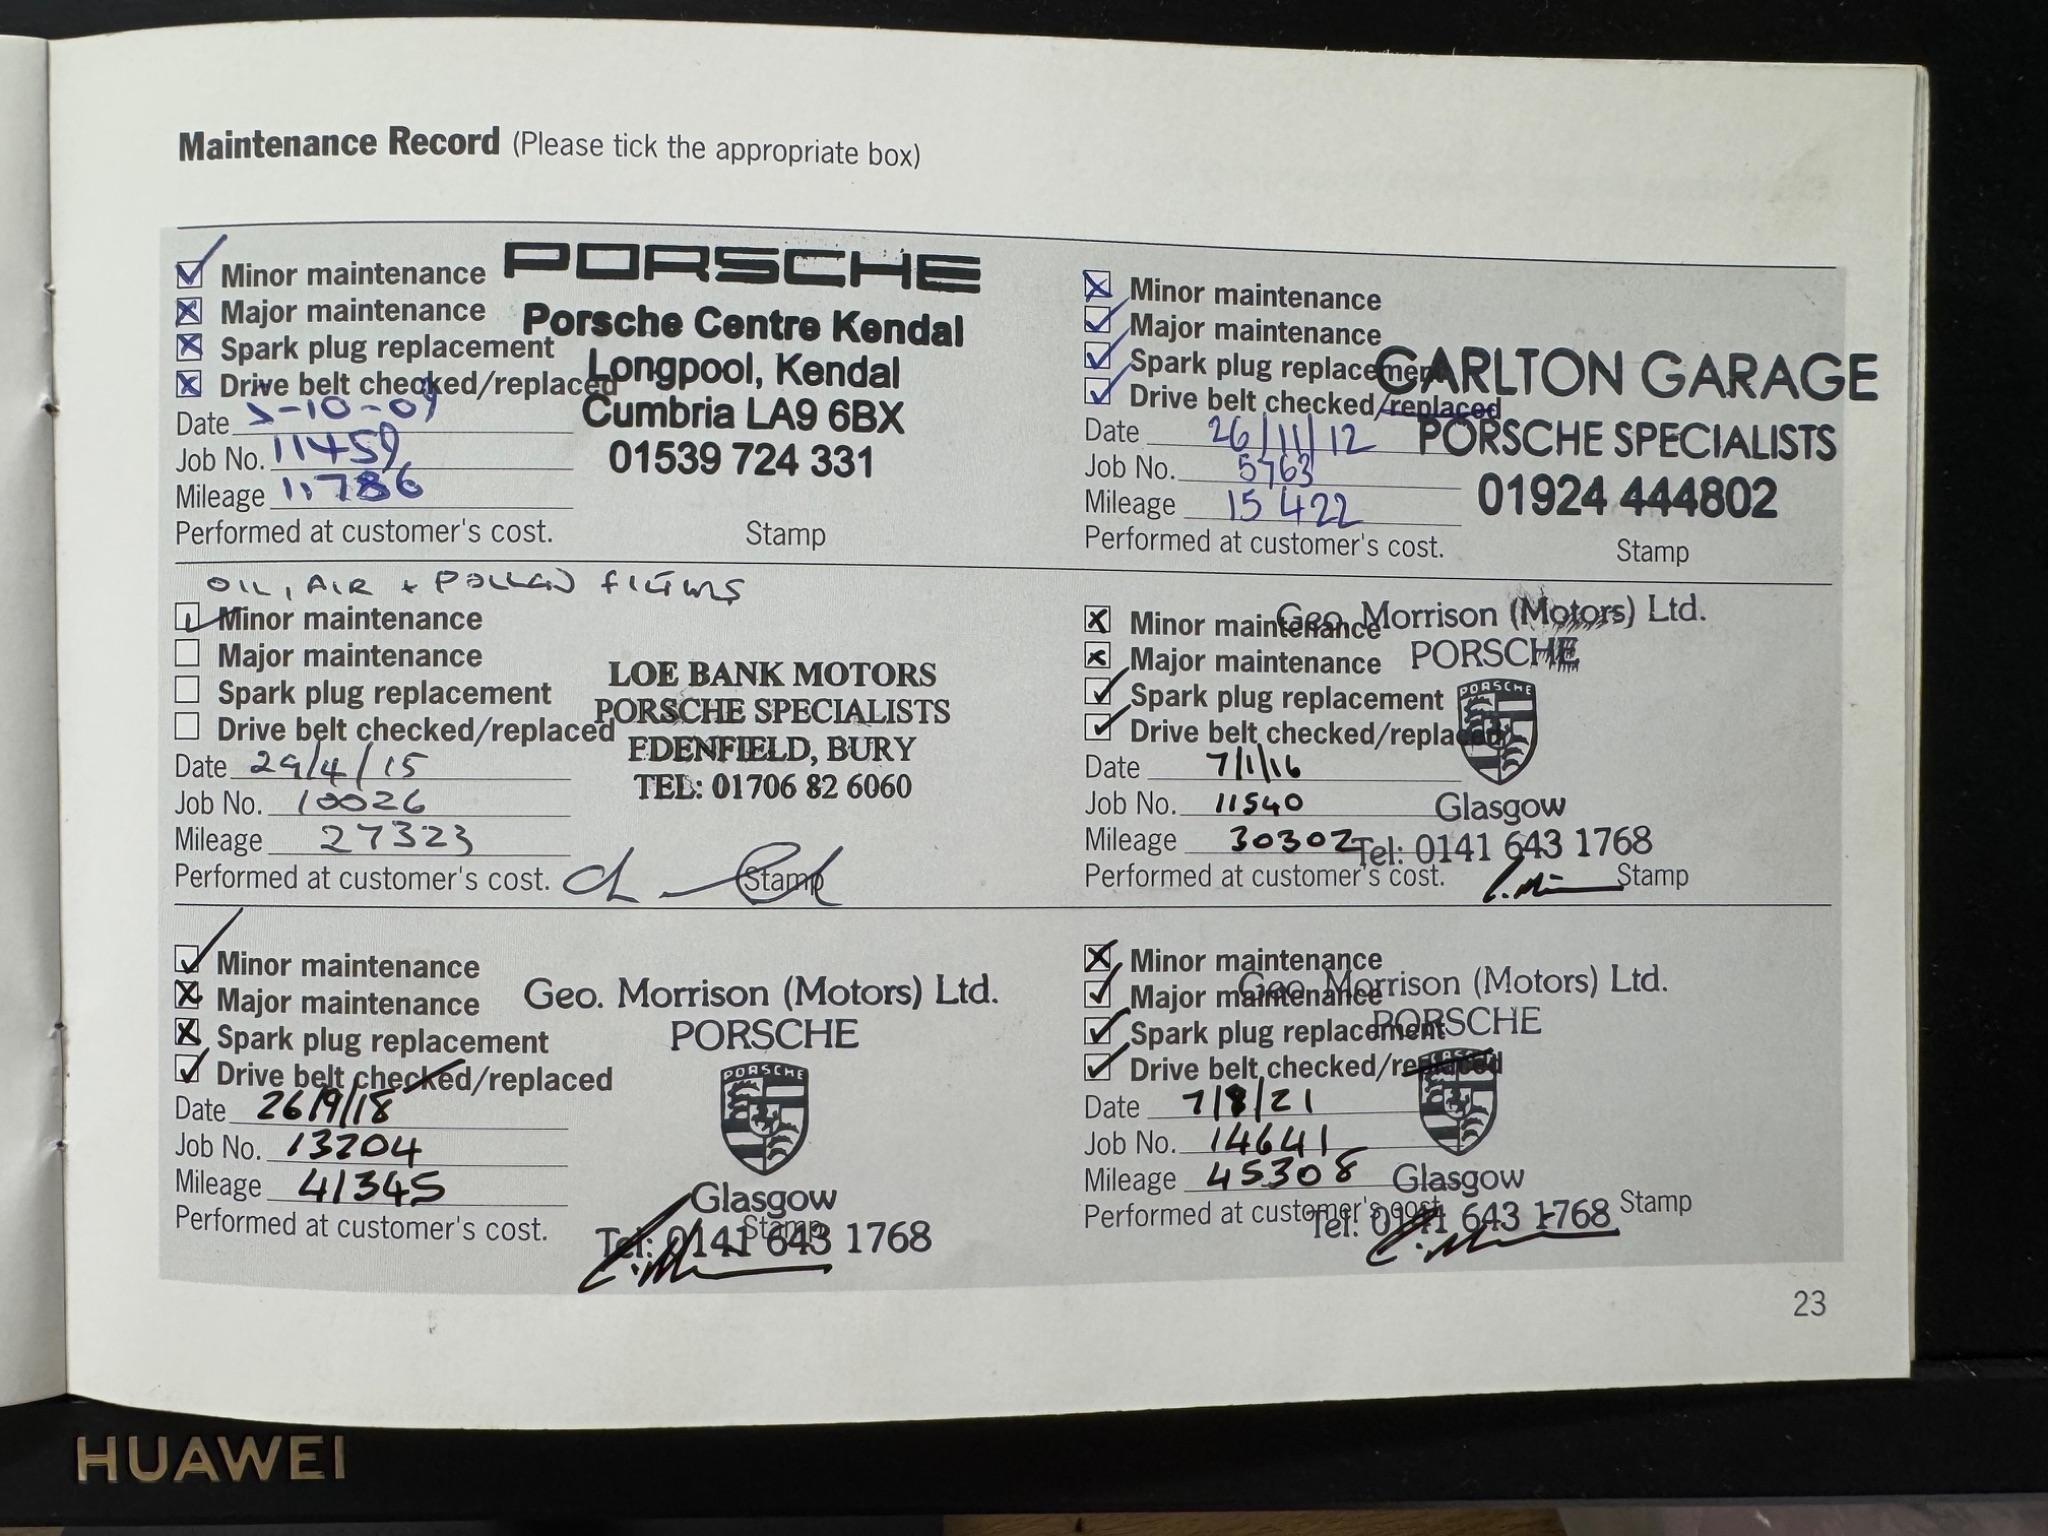 Maintenance Record (Please tick the appropriate box)
Minor maintenance
Major maintenance
Spark plug replacement
Drive belt checked/replaced
Date
Job No. 11459
Mileage 11,786
Performed at customer's cost.
PORSCHE
Porsche Centre Kendal
Longpool, Kendal
Cumbria LA9 6BX
01539 724 331
Stamp
Minor maintenance
Major maintenance
Spark plug replacement
Drive belt checked/replaced
Date 26/11/12
Job No. 5763
Mileage 15 422
Performed at customer's cost.
CARLTON GARAGE
PORSCHE SPECIALISTS
01924 444802
Stamp
OIL, AIR + POLLEN FILTERS
Minor maintenance
Major maintenance
Spark plug replacement
Drive belt checked/replaced
Date 29/4/15
Job No. 10026
Mileage 27323
Performed at customer's cost.
LOE BANK MOTORS
PORSCHE SPECIALISTS
EDENFIELD, BURY
TEL: 01706 82 6060
Stamp
Minor maintenance
Major maintenance
Spark plug replacement
Drive belt checked/replaced
Date 7/1/16
Job No. 11540
Mileage 30302
Performed at customer's cost.
Geo. Morrison (Motors) Ltd.
PORSCHE
PORSCHE
Glasgow
Tel: 0141 643 1768
Stamp
Minor maintenance
Major maintenance
Spark plug replacement
Drive belt checked/replaced
Date 26/9/18
Job No. 13204
Mileage 41345
Performed at customer's cost.
Geo. Morrison (Motors) Ltd.
PORSCHE
PORSCHE
Glasgow
Tel: 0141 643 1768
Stamp
Minor maintenance
Major maintenance
Spark plug replacement
Drive belt checked/replaced
Date 7/8/21
Job No. 14641
Mileage 45308
Performed at customer's cost.
Geo. Morrison (Motors) Ltd.
PORSCHE
Glasgow
Tel: 0141 643 1768
Stamp
23
HUAWEI